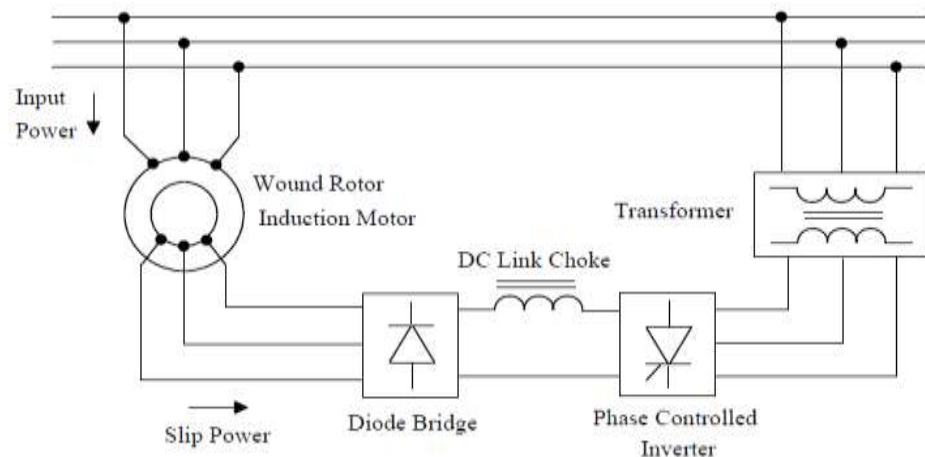 Input
Power
Wound Rotor
Induction Motor
Transformer
DC Link Choke
Slip Power
Diode Bridge
Phase Controlled
Inverter